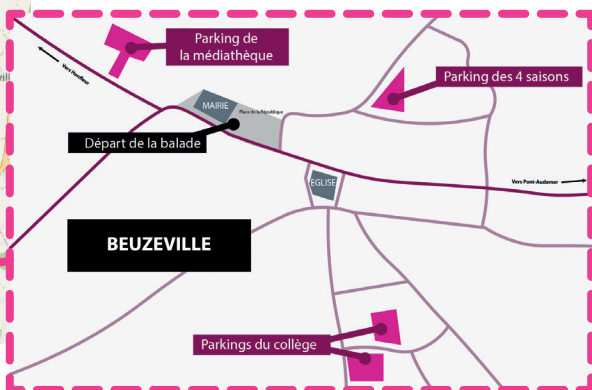 Parking de
la médiathèque
Vers Honfleur
Parking des 4 saisons
MAIRIE
Place de la République
Départ de la balade
Vers Pont-Audemer
EGLISE
BEUZEVILLE
Parkings du collège